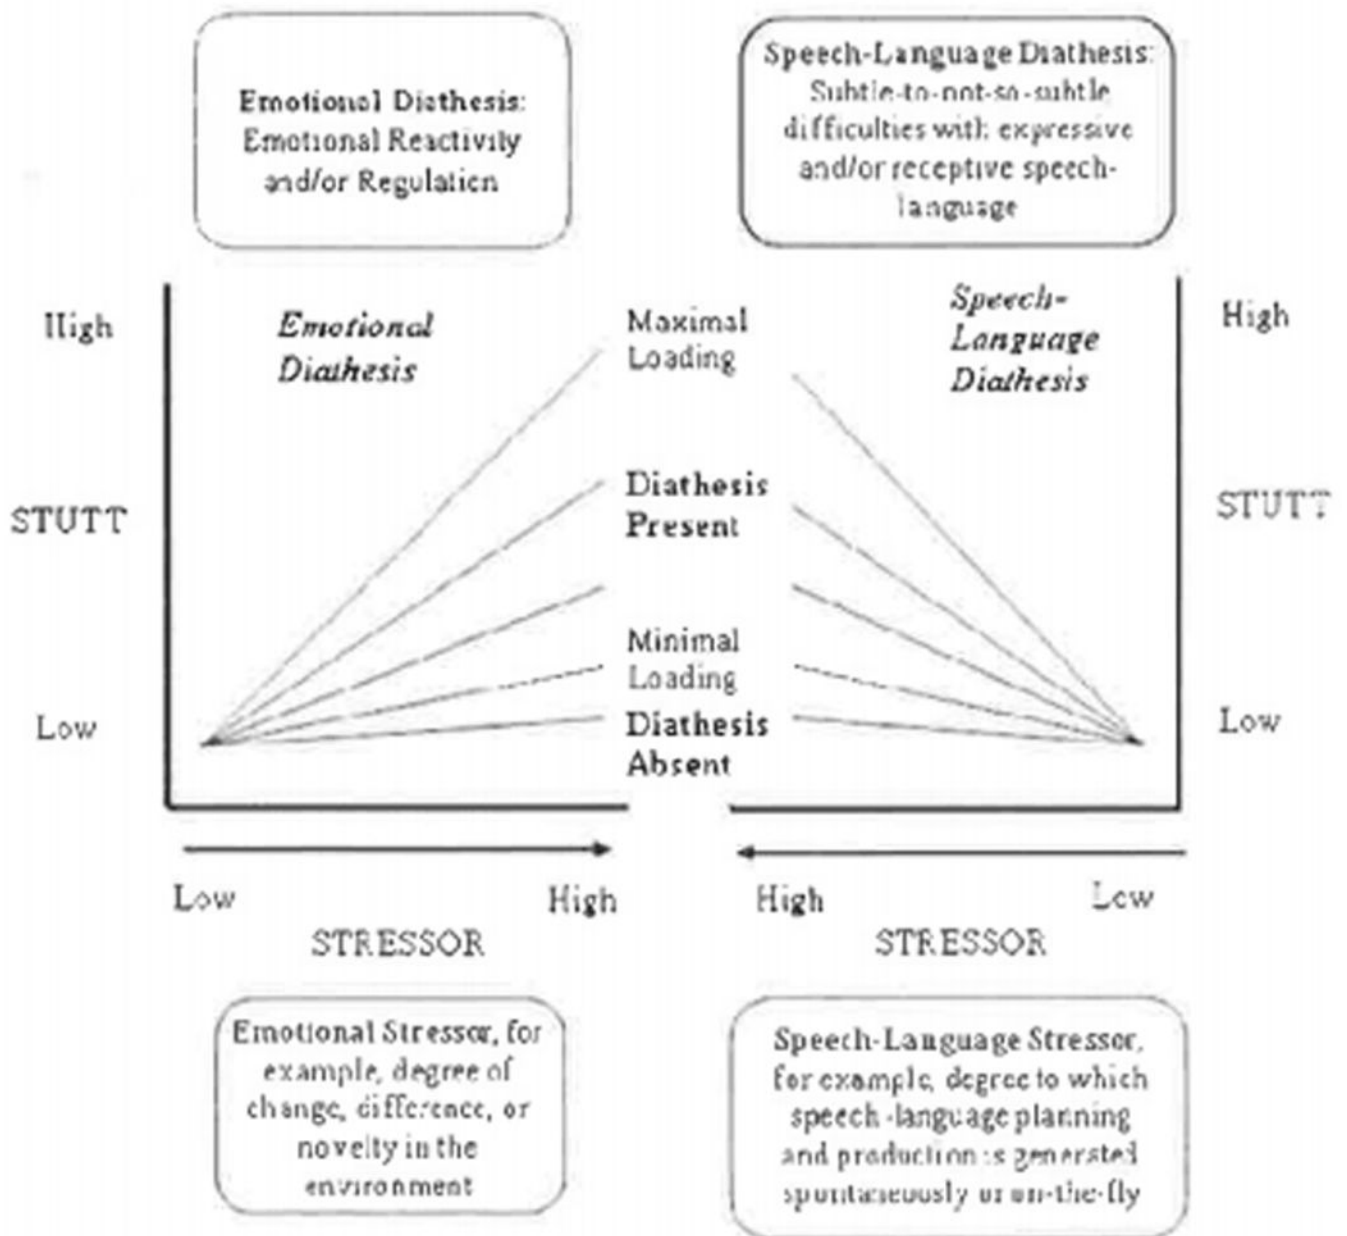 Emotional Diathesis:
Emotional Reactivity
and/or Regulation
Speech-Language Diathesis:
Subtle-to-not-so-subtle
difficulties with expressive
and/or receptive speech-
language
High
Emotional
Diathesis
Maximal
Loading
Speech-
Language
Diathesis
High
STUTT
Diathesis
Present
STUTT
Minimal
Loading
Low
Diathesis
Absent
Low
Low
High
High
Low
STRESSOR
STRESSOR
Emotional Stressor, for
example, degree of
change, difference, or
novelty in the
environment
Speech-Language Stressor,
for example, degree to which
speech-language planning
and production is generated
spontaneously or on-the-fly